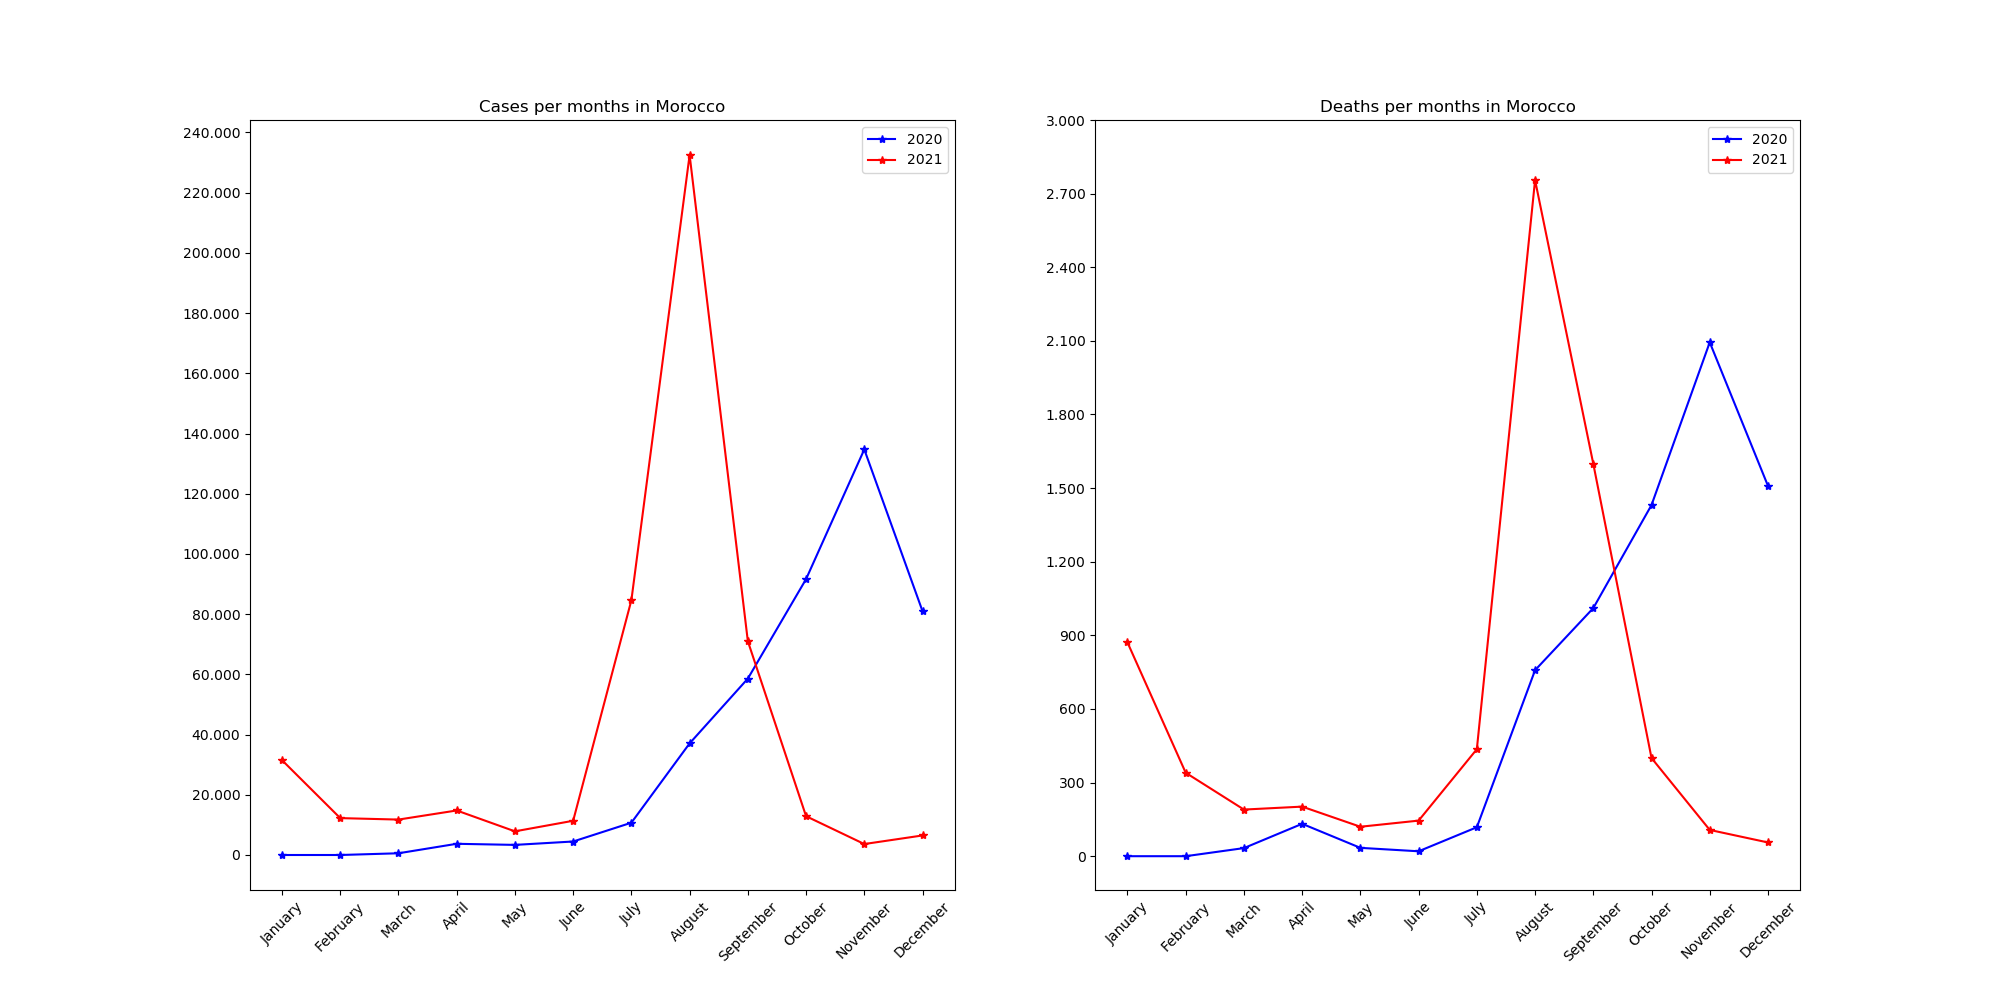 Cases per months in Morocco
240.000
220.000
200.000
180.000
160.000
140.000
120.000
100.000
80.000
60.000
40.000
20.000
0
2020
2021
January
February
March
April
May
June
July
August
September
October
November
December
Deaths per months in Morocco
3.000
2.700
2.400
2.100
1.800
1.500
1.200
900
600
300
0
2020
2021
January
February
March
April
May
June
July
August
September
October
November
December